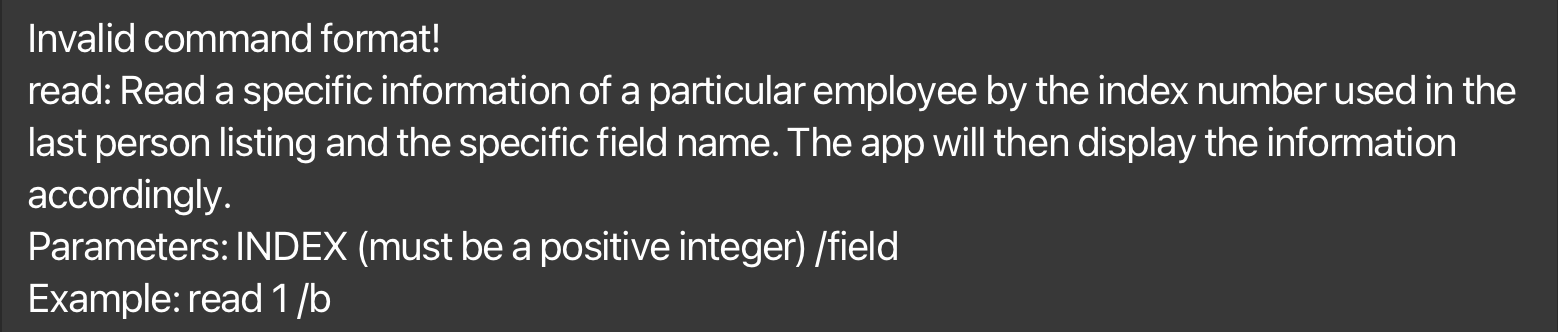 Invalid command format!
read: Read a specific information of a particular employee by the index number used in the
last person listing and the specific field name. The app will then display the information
accordingly.
Parameters: INDEX (must be a positive integer) /field
Example: read 1 /b